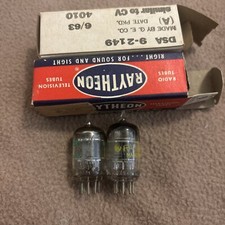 DSA 9-2149
MADE BY G. E. CO.
(A) DATE PKD. 6/63
similar to CV
4010
RADIO
TUBES
RAYTHEON
RIGHT... FOR SOUND AND SIGHT
TELEVISION
TUBES